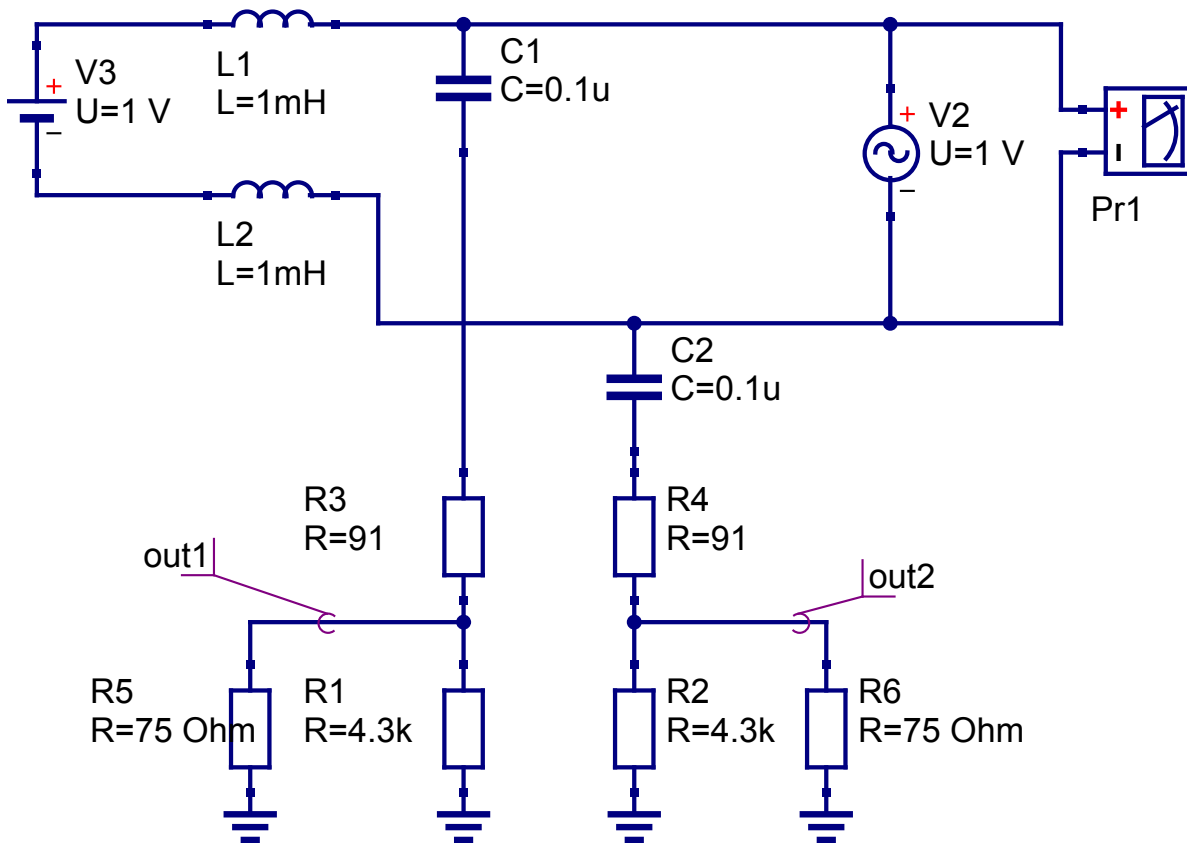 V3
U=1 V
L1
L=1mH
C1
C=0.1u
V2
U=1 V
Pr1
L2
L=1mH
C2
C=0.1u
R3
R=91
R4
R=91
out1
out2
R5
R=75 Ohm
R1
R=4.3k
R2
R=4.3k
R6
R=75 Ohm